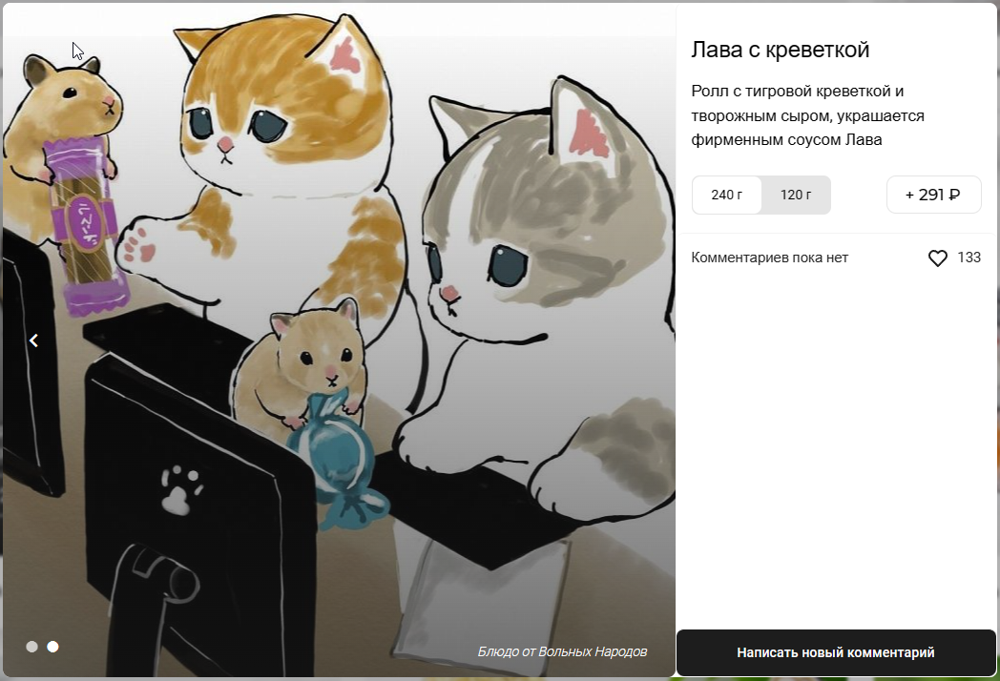 Лава с креветкой
Ролл с тигровой креветкой и
творожным сыром, украшается
фирменным соусом Лава
240 г
120 г
+ 291 ₽
Комментариев пока нет
133
Блюдо от Вольных Народов
Написать новый комментарий